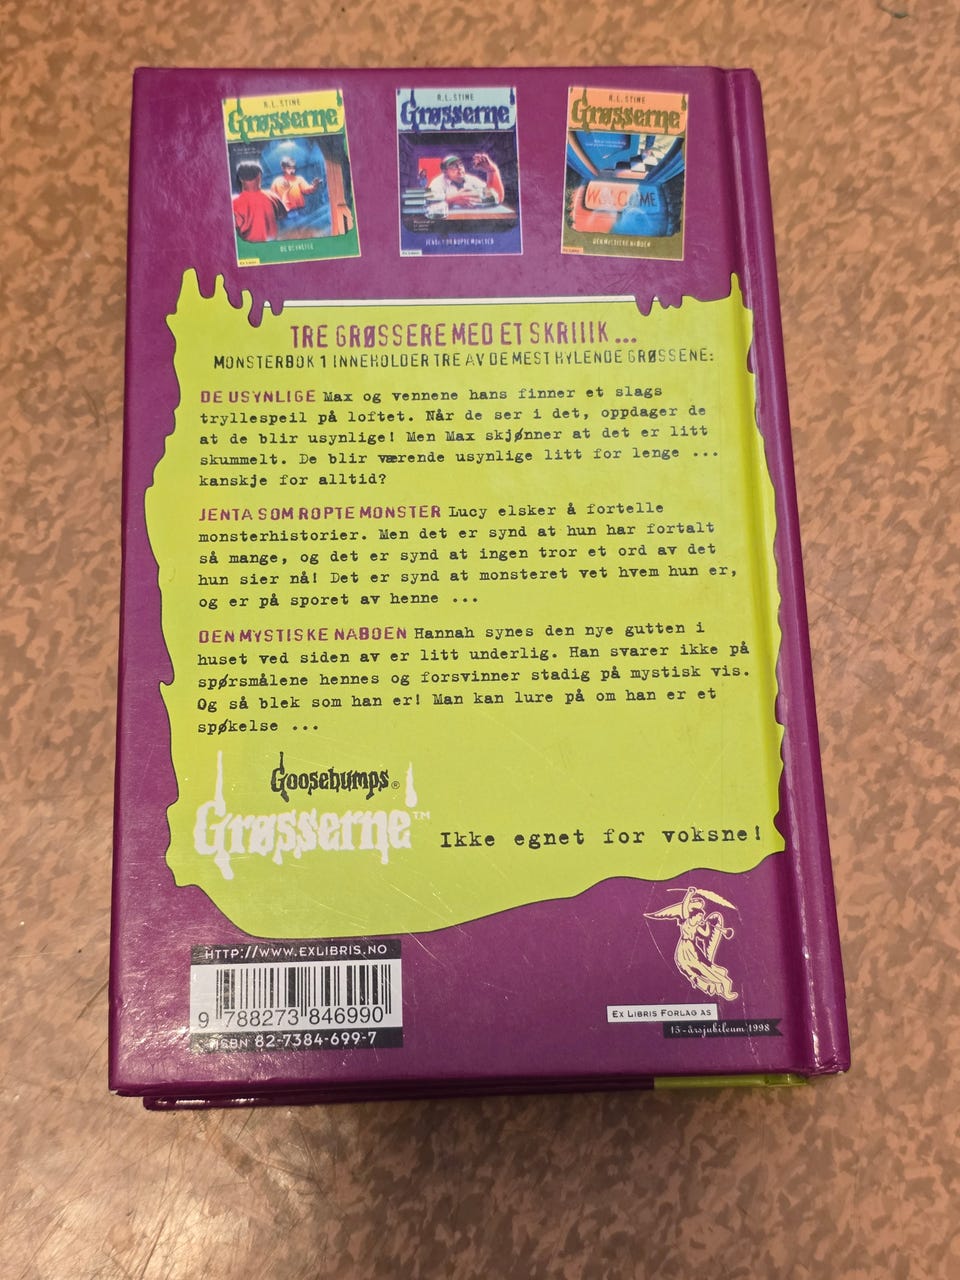 R.L. STINE
Grøsserne
DE USYNLIGE
R.L. STINE
Grøsserne
JENTA SOM ROPTE MONSTER
R.L. STINE
Grøsserne
WELCOME
DEN MYSTISKE NABOEN
TRE GRØSSERE MED ET SKRIIIK ...
MONSTERBOK 1 INNEHOLDER TRE AV DE MEST HYLENDE GRØSSENE:
DE USYNLIGE Max og vennene hans finner et slags
tryllespeil på loftet. Når de ser i det, oppdager de
at de blir usynlige! Men Max skjønner at det er litt
skummelt. De blir værende usynlige litt for lenge ...
kanskje for alltid?
JENTA SOM ROPTE MONSTER Lucy elsker å fortelle
monsterhistorier. Men det er synd at hun har fortalt
så mange, og det er synd at ingen tror et ord av det
hun sier nå! Det er synd at monsteret vet hvem hun er,
og er på sporet av henne ...
DEN MYSTISKE NABOEN Hannah synes den nye gutten i
huset ved siden av er litt underlig. Han svarer ikke på
spørsmålene hennes og forsvinner stadig på mystisk vis.
Og så blek som han er! Man kan lure på om han er et
spøkelse ...
Goosebumps®
Grøsserne™
Ikke egnet for voksne!
HTTP://WWW.EXLIBRIS.NO
9 788273 846990
ISBN 82-7384-699-7
EX LIBRIS FORLAG AS
15-årsjubileum 1998